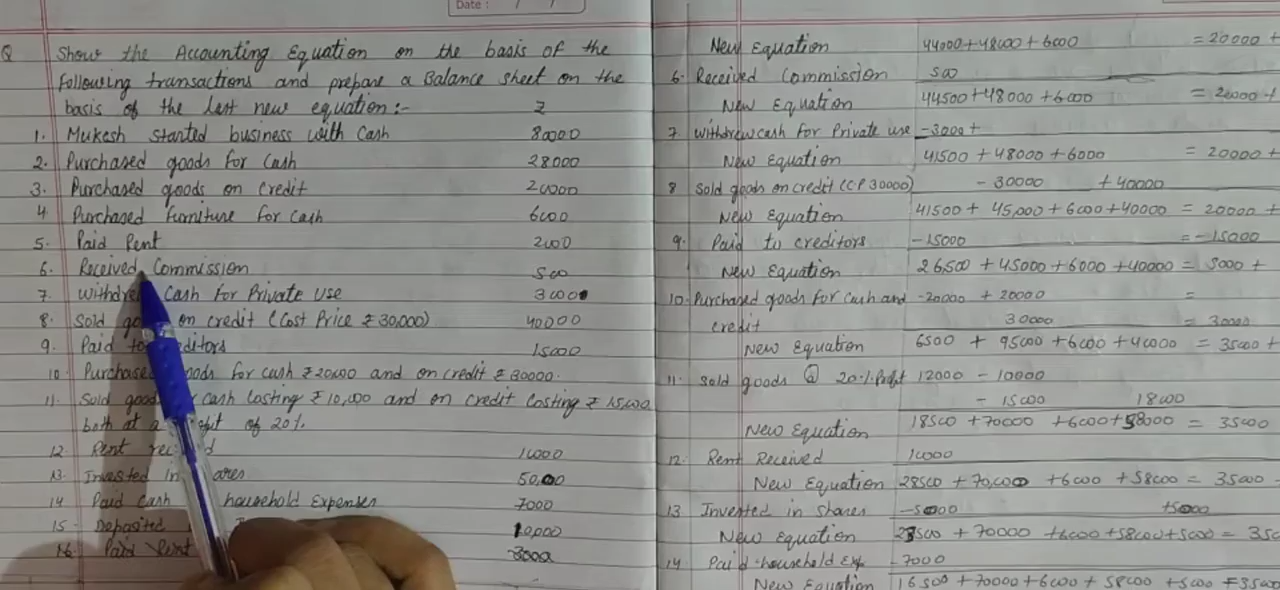 Date: / /
Q Show the Accounting Equation on the basis of the
following transactions and prepare a Balance sheet on the
basis of the last new equation:- ₹
1. Mukesh started business with Cash 80000
2. Purchased goods for Cash 28000
3. Purchased goods on Credit 20000
4 Purchased furniture for Cash 6000
5. Paid Rent 2000
6. Received Commission 500
7. Withdrew Cash for Private Use 3000
8. Sold on credit (Cost Price ₹ 30,000) 40000
9. Paid to 15000
10. Purchased goods for cash ₹20000 and on credit ₹ 30000.
11. Sold cash costing ₹ 10,000 and on credit costing ₹ 15000
both at a of 20%
12. Rent 10000
13. Invested in 5000
14 Paid Cash household Expenses 7000
15. Deposited 10,000
16. Paid Rent
New Equation 44000+48000+6000 = 20000 +
6. Received Commission 500
New Equation 44500+48000+6000 = 20000 +
7 Withdrew cash for Private use -3000 +
New Equation 41500 + 48000 + 6000 = 20000 +
8 Sold goods on credit (CP 30000) - 30000 + 40000
New Equation 41500 + 45,000 + 6000 + 40000 = 20000 +
9. Paid to creditors -15000 = -15000
New Equation 26,500 + 45000 + 6000 + 40000 = 5000 +
10. Purchased goods for Cash and -20000 + 20000 =
credit 30000 = 30000
New Equation 6500 + 95000 + 6000 + 40000 = 35000 +
11. Sold goods @ 20% Profit 12000 - 10000
- 15000 18000
New Equation 18500 + 70000 + 6000 + 58000 = 35000
12. Rent Received 10000
New Equation 28500 + 70,000 + 6000 + 58000 = 35000 -
13 Invested in shares -5000 +5000
New Equation 23500 + 70000 + 6000 + 58000 + 5000 = 350
14. Paid household Exp. -7000
New Equation 16500 + 70000 + 6000 + 58000 + 5000 = 35000